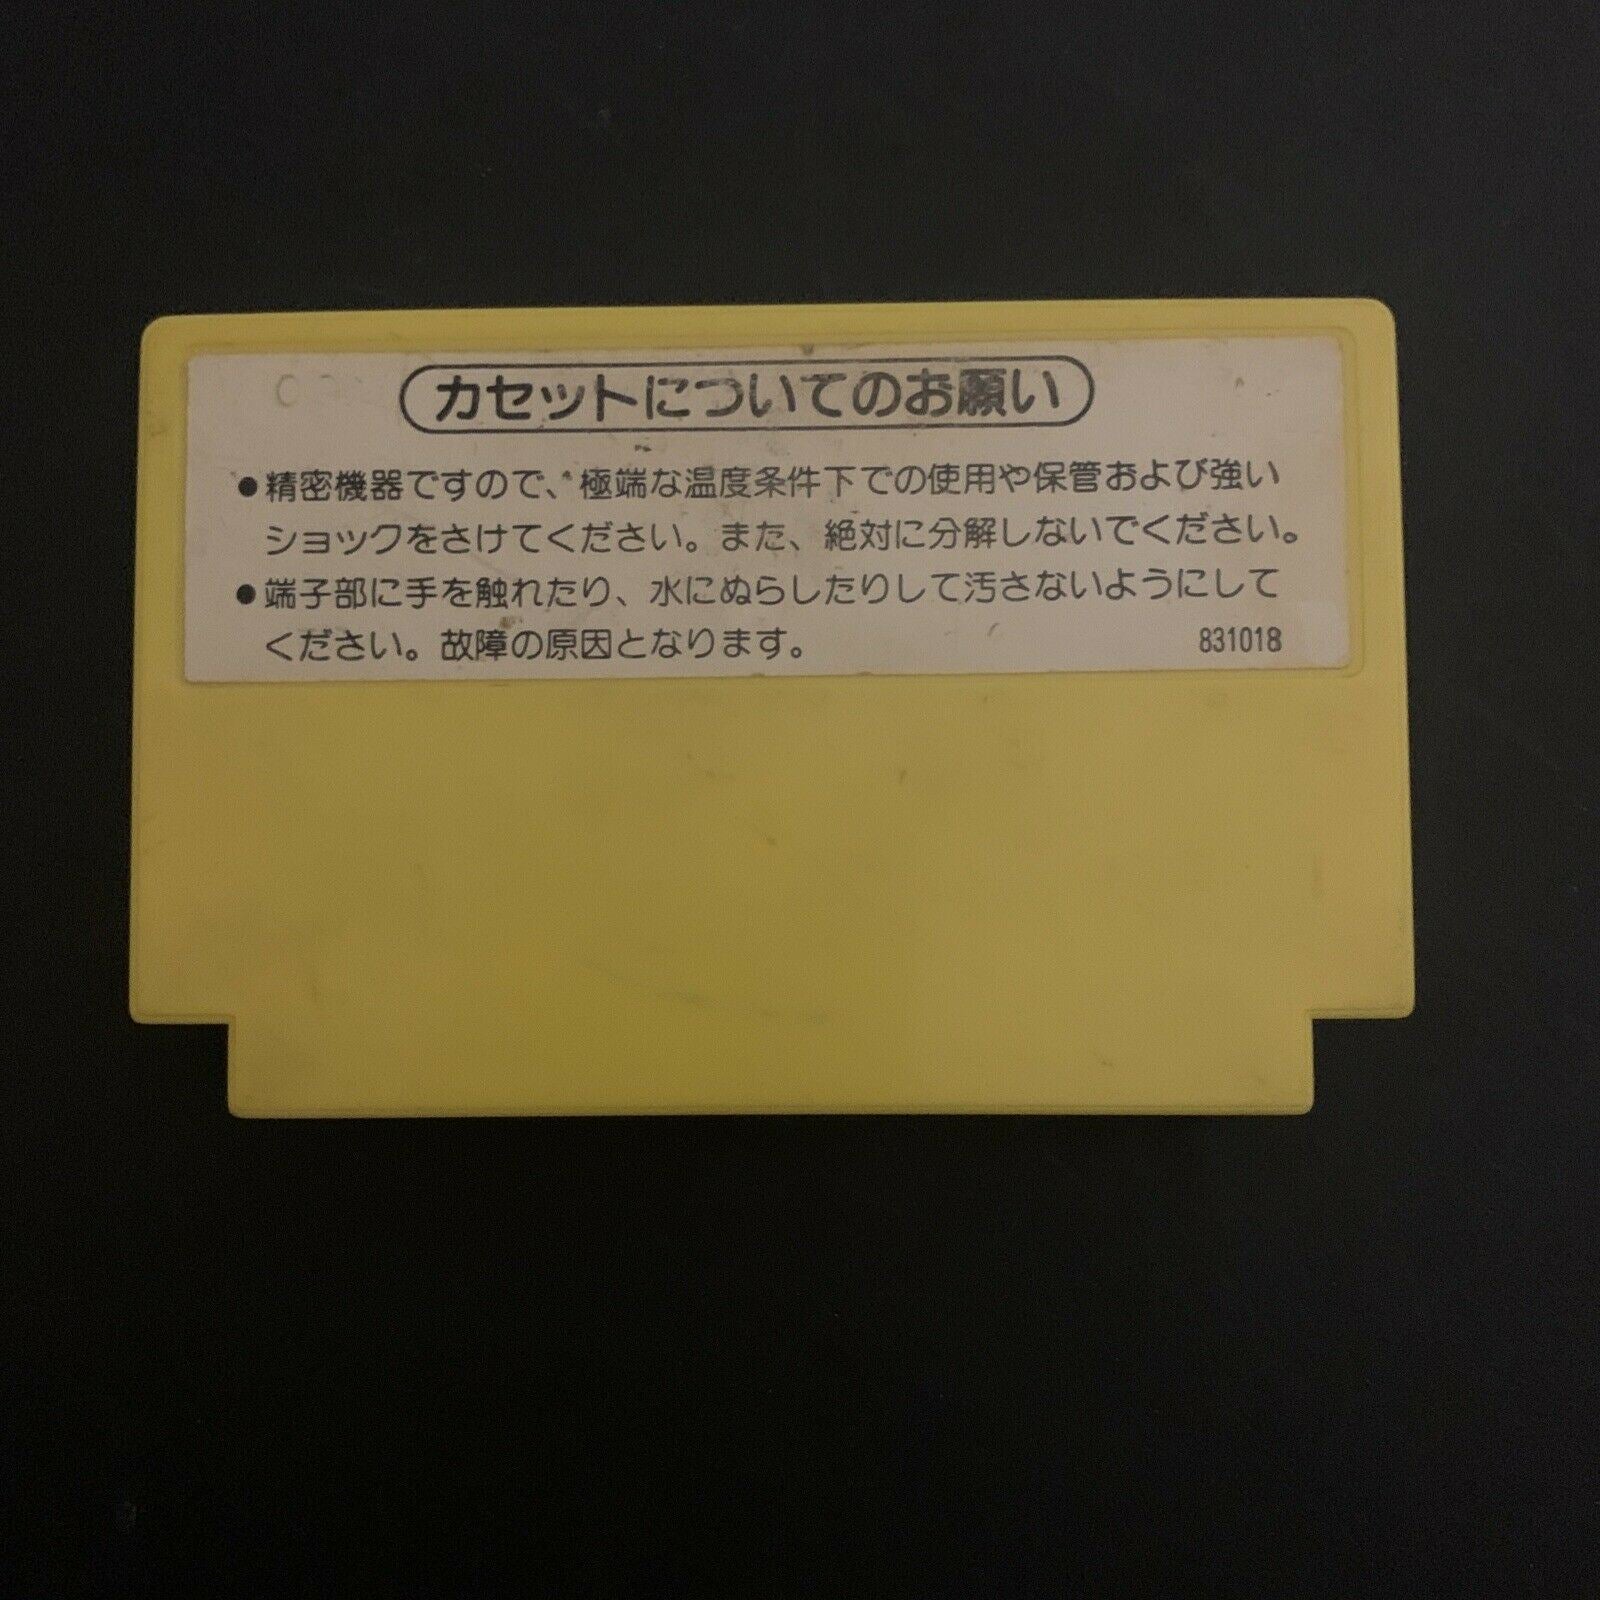 カセットについてのお願い
●精密機器ですので、極端な温度条件下での使用や保管および強い
ショックをさけてください。また、絶対に分解しないでください。
●端子部に手を触れたり、水にぬらしたりして汚さないようにして
ください。故障の原因となります。 831018